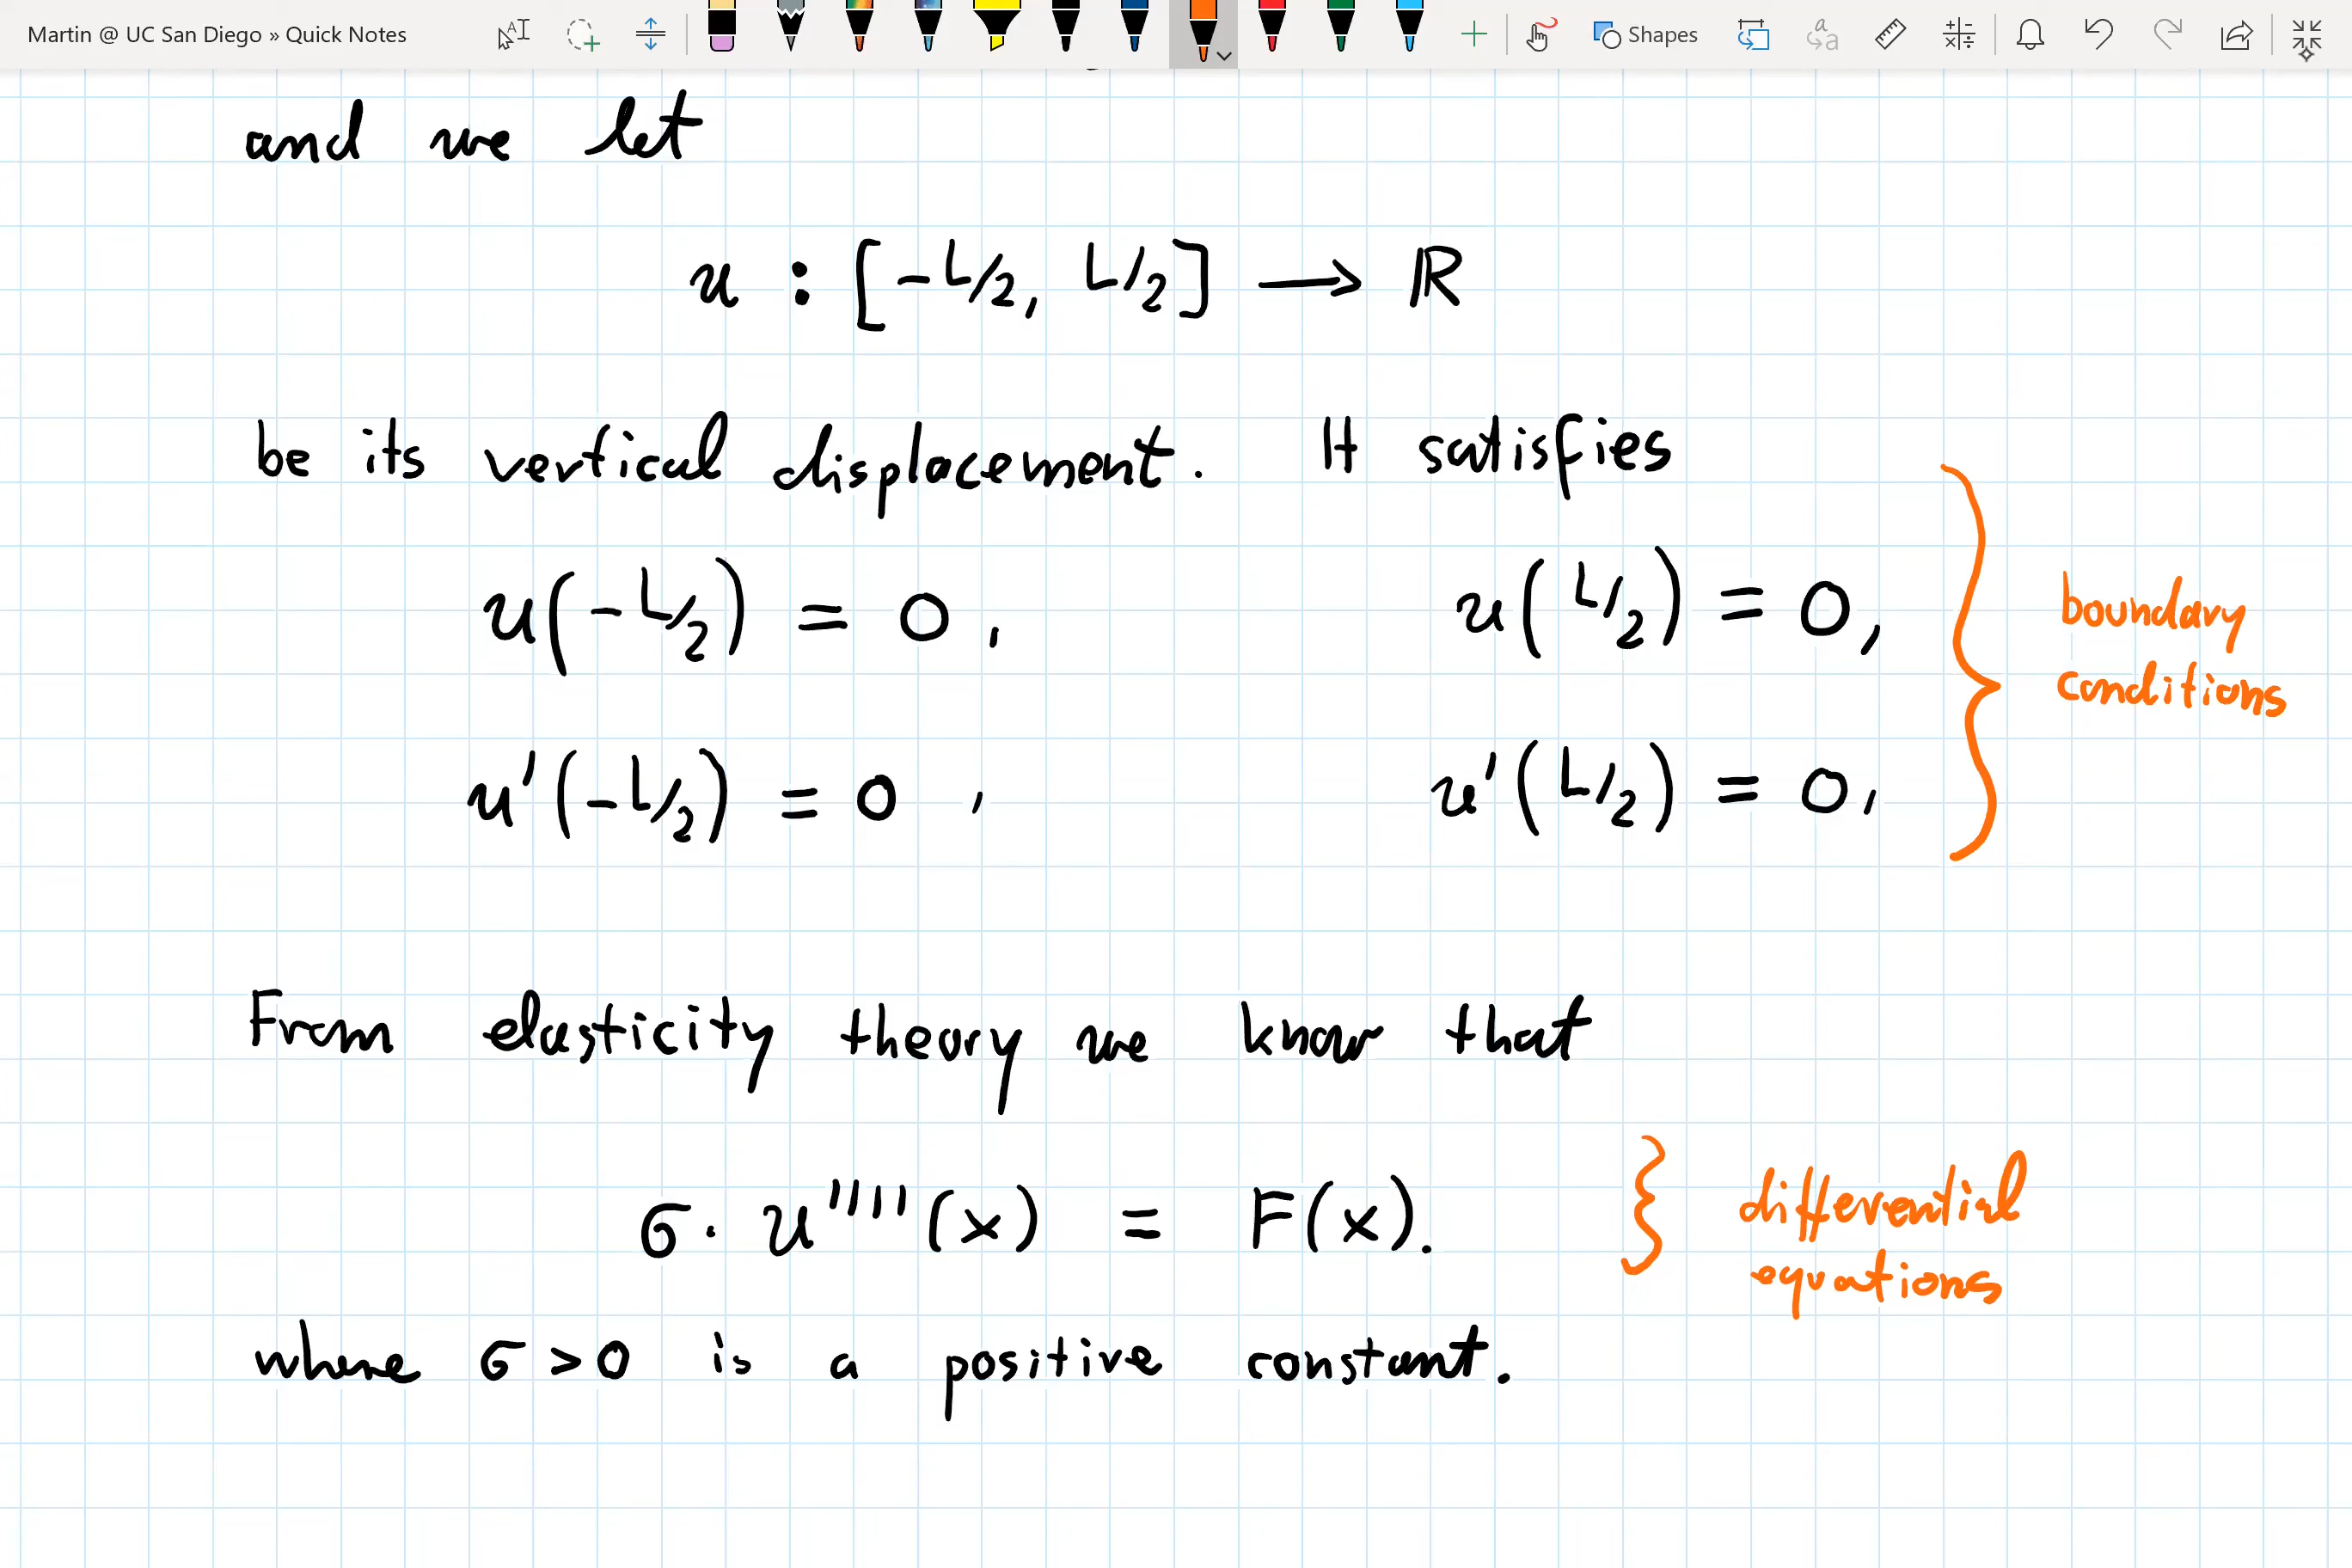 Martin @ UC San Diego » Quick Notes
Shapes
and we let
u : [-L/2, L/2] ⟶ ℝ
be its vertical displacement. It satisfies
u(-L/2) = 0, u(L/2) = 0,
u'(-L/2) = 0, u'(L/2) = 0,
boundary
conditions
From elasticity theory we know that
σ · u''''(x) = F(x).
differential
equations
where σ > 0 is a positive constant.